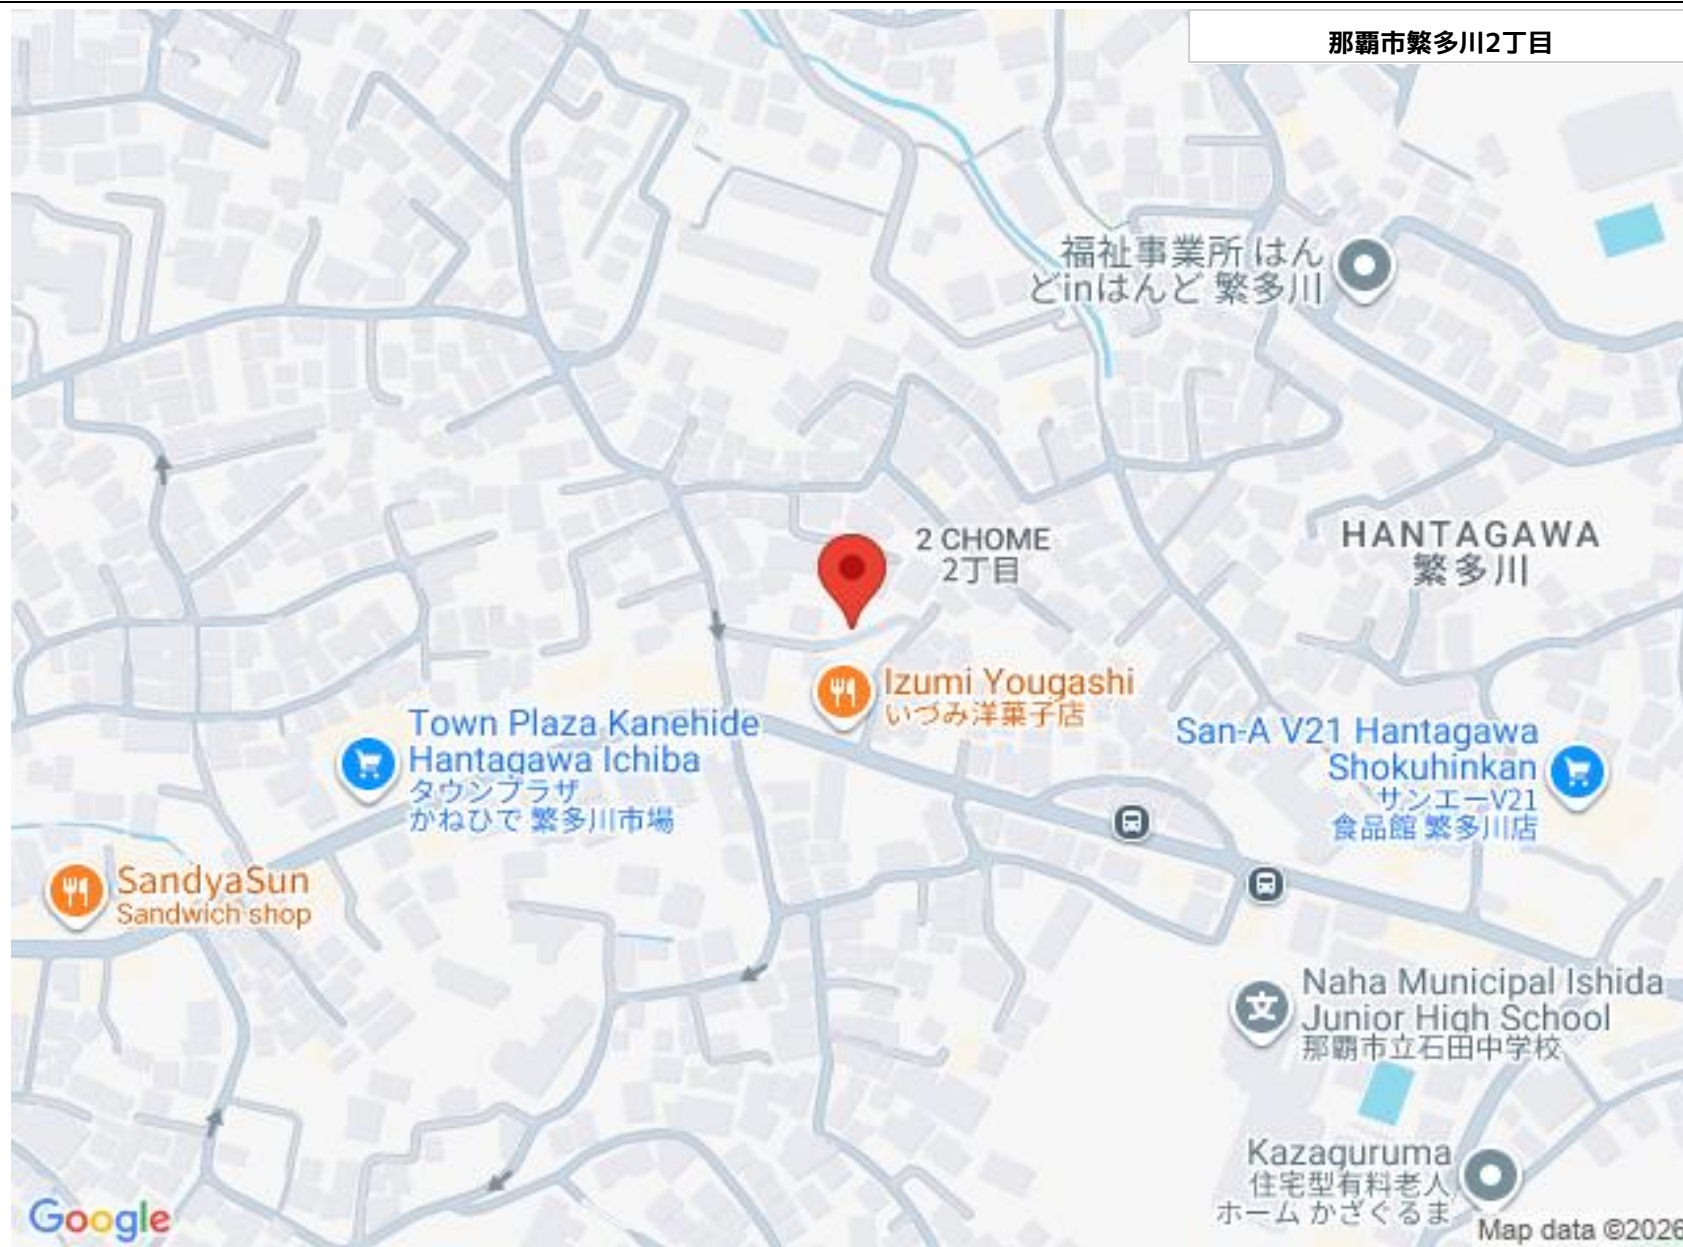 那覇市繁多川2丁目
福祉事業所 はん
どinはんど 繁多川
2 CHOME
2丁目
HANTAGAWA
繁多川
Izumi Yougashi
いづみ洋菓子店
Town Plaza Kanehide
Hantagawa Ichiba
タウンプラザ
かねひで 繁多川市場
San-A V21 Hantagawa
Shokuhinkan
サンエーV21
食品館 繁多川店
SandyaSun
Sandwich shop
文
Naha Municipal Ishida
Junior High School
那覇市立石田中学校
Kazaguruma
住宅型有料老人
ホーム かざぐるま
Google
Map data ©2026